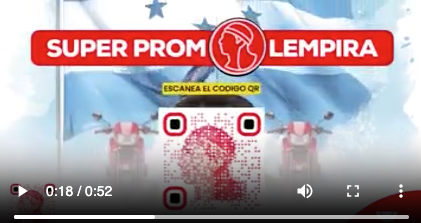 SUPER PROM LEMPIRA
ESCANEA EL CODIGO QR
0:18 / 0:52